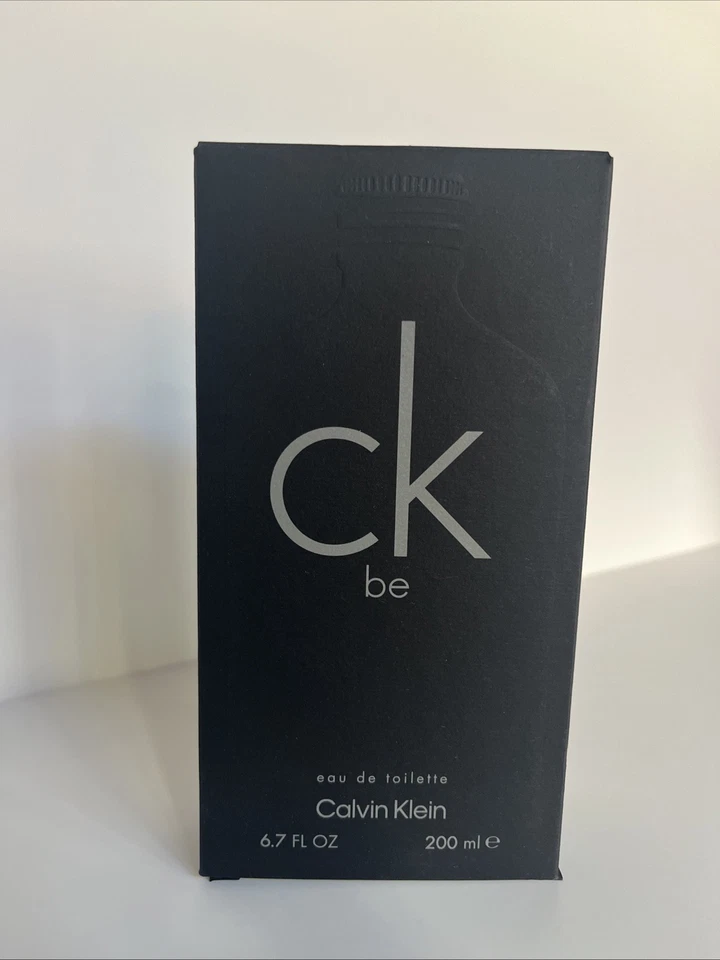 ck
be
eau de toilette
Calvin Klein
6.7 FL OZ 200 ml ℮